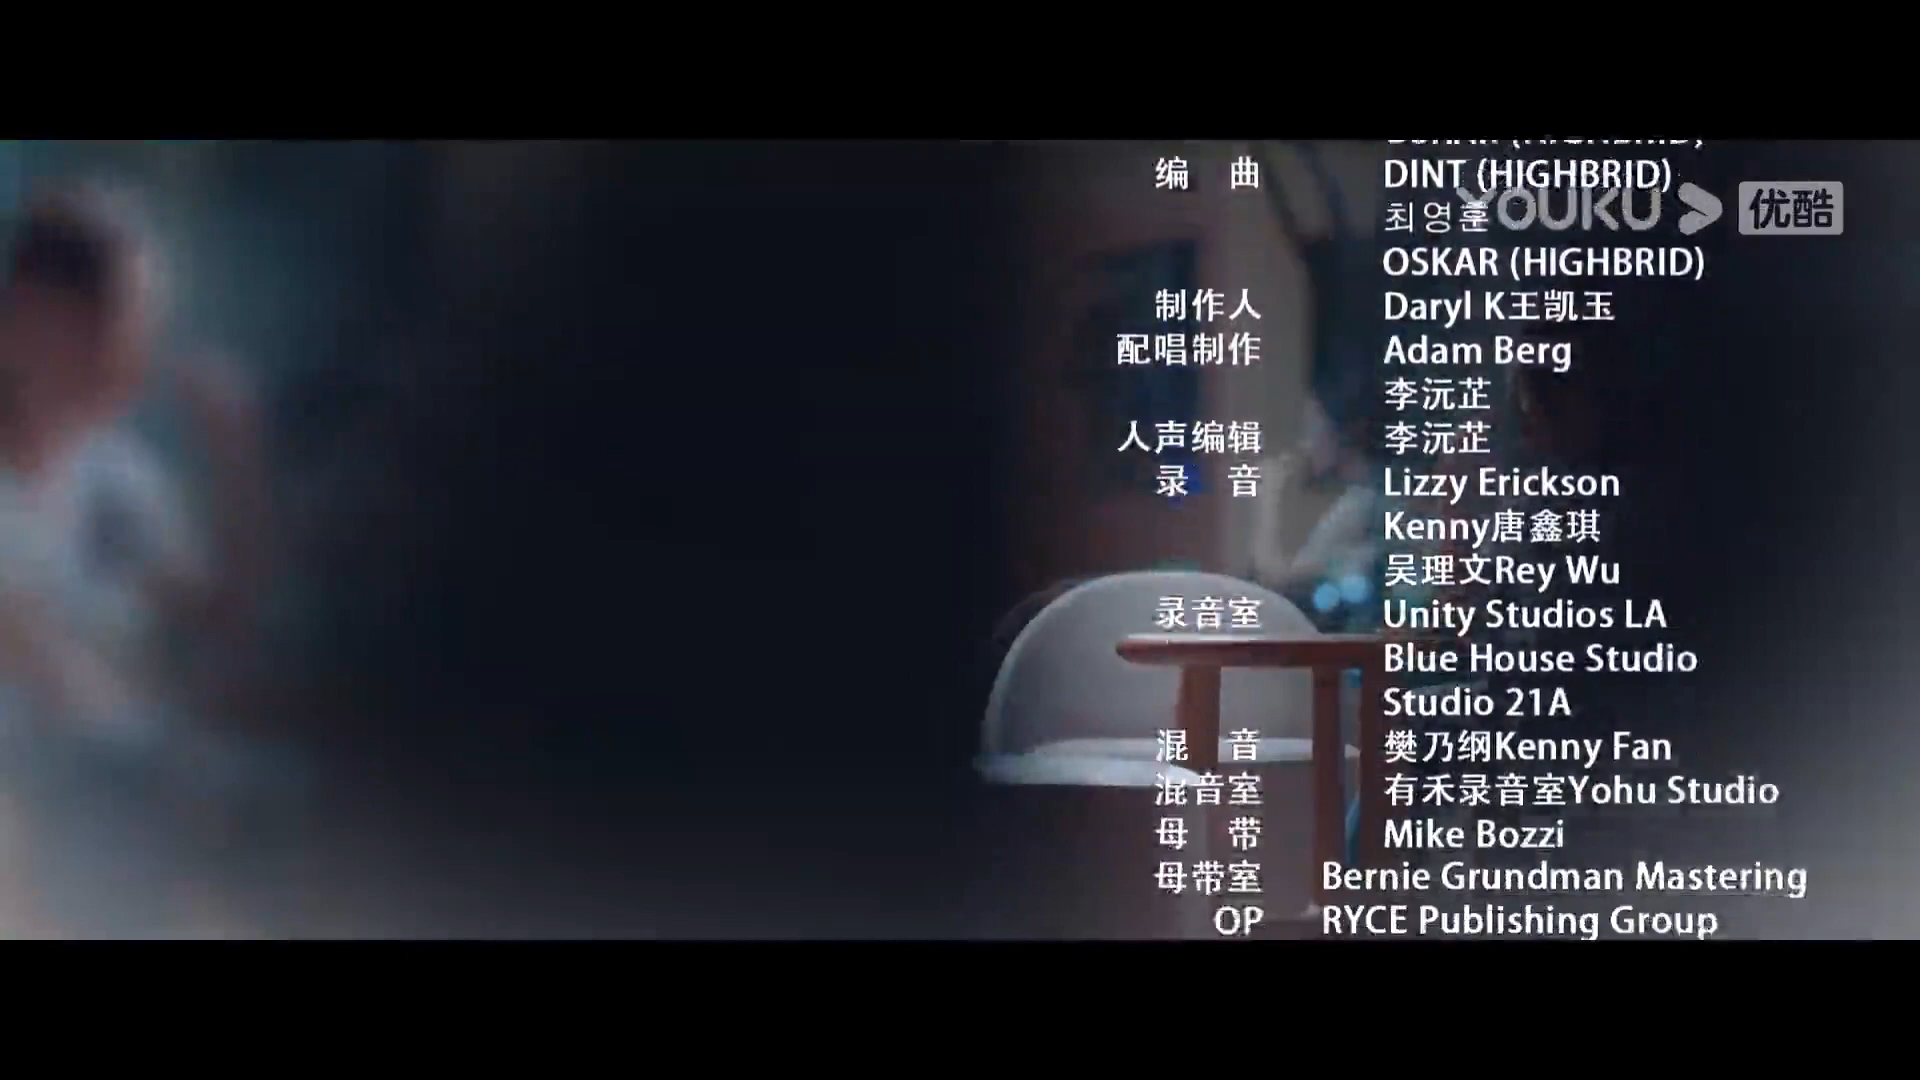 编 曲 DINT (HIGHBRID)
YOUKU 优酷
최영훈
OSKAR (HIGHBRID)
制作人 Daryl K王凯玉
配唱制作 Adam Berg
李沅芷
人声编辑 李沅芷
录 音 Lizzy Erickson
Kenny唐鑫琪
吴理文Rey Wu
录音室 Unity Studios LA
Blue House Studio
Studio 21A
混 音 樊乃纲Kenny Fan
混音室 有禾录音室Yohu Studio
母 带 Mike Bozzi
母带室 Bernie Grundman Mastering
OP RYCE Publishing Group